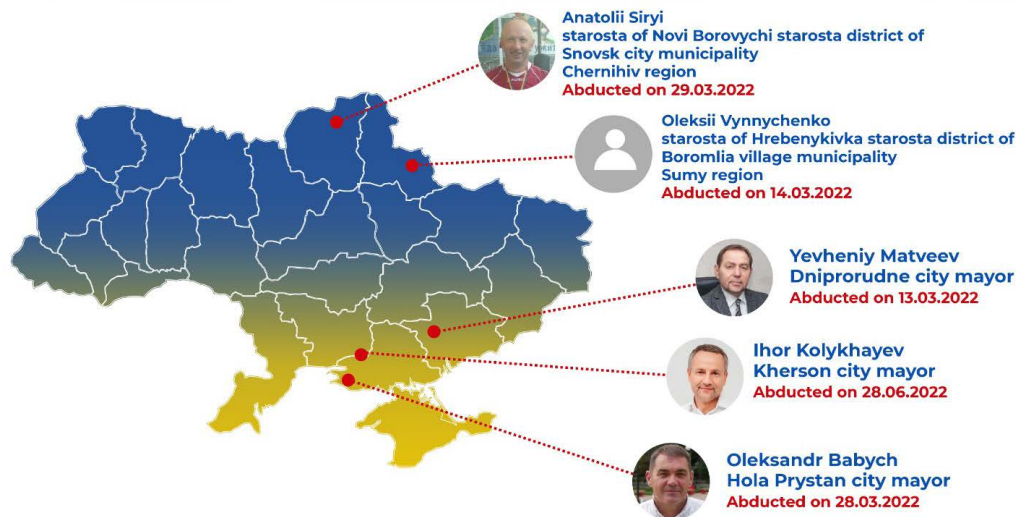 Anatolii Siryi
starosta of Novi Borovychi starosta district of
Snovsk city municipality
Chernihiv region
Abducted on 29.03.2022
Oleksii Vynnychenko
starosta of Hrebenykivka starosta district of
Boromlia village municipality
Sumy region
Abducted on 14.03.2022
Yevheniy Matveev
Dniprorudne city mayor
Abducted on 13.03.2022
Ihor Kolykhayev
Kherson city mayor
Abducted on 28.06.2022
Oleksandr Babych
Hola Prystan city mayor
Abducted on 28.03.2022